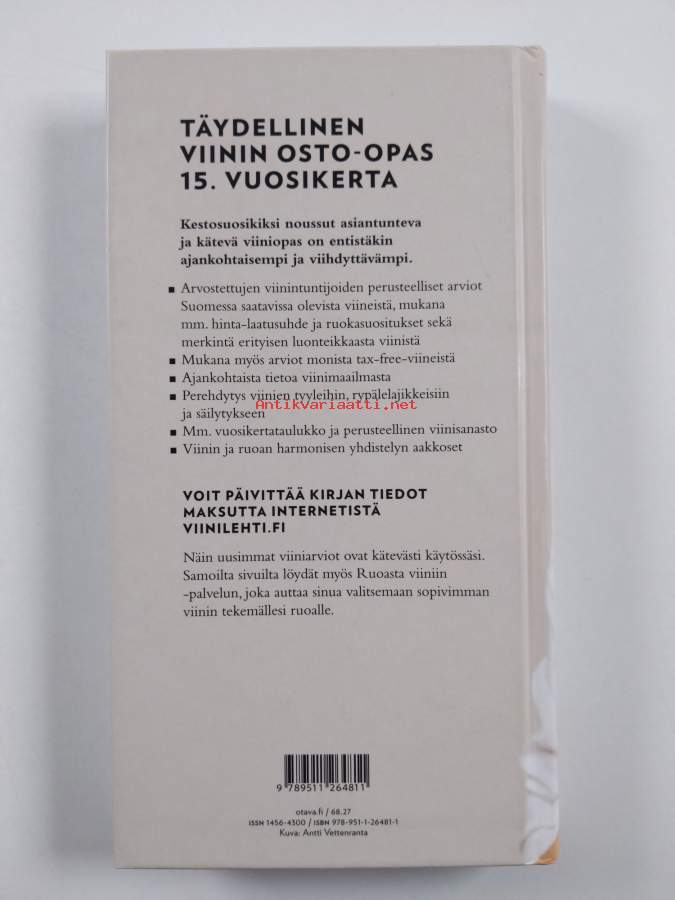 TÄYDELLINEN
VIININ OSTO-OPAS
15. VUOSIKERTA
Kestosuosikiksi noussut asiantunteva
ja kätevä viiniopas on entistäkin
ajankohtaisempi ja viihdyttävämpi.
▪ Arvostettujen viinintuntijoiden perusteelliset arviot
Suomessa saatavissa olevista viineistä, mukana
mm. hinta-laatusuhde ja ruokasuositukset sekä
merkintä erityisen luonteikkaasta viinistä
▪ Mukana myös arviot monista tax-free-viineistä
▪ Ajankohtaista tietoa viinimaailmasta
▪ Perehdytys viinien tyyleihin, rypälelajikkeisiin
Antikvariaatti.net
ja säilytykseen
▪ Mm. vuosikertataulukko ja perusteellinen viinisanasto
▪ Viinin ja ruoan harmonisen yhdistelyn aakkoset
VOIT PÄIVITTÄÄ KIRJAN TIEDOT
MAKSUTTA INTERNETISTÄ
VIINILEHTI.FI
Näin uusimmat viiniarviot ovat kätevästi käytössäsi.
Samoilta sivuilta löydät myös Ruoasta viiniin
-palvelun, joka auttaa sinua valitsemaan sopivimman
viinin tekemällesi ruoalle.
9 789511 264811
otava.fi / 68.27
ISSN 1456-4300 / ISBN 978-951-1-26481-1
Kuva: Antti Vettenranta